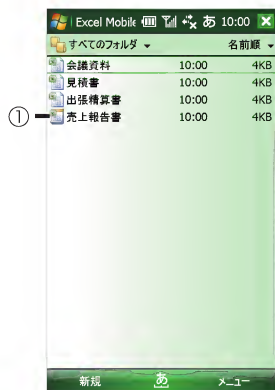 Excel Mobile あ 10:00
すべてのフォルダ 名前順
会議資料 10:00 4KB
見積書 10:00 4KB
① 出張精算書 10:00 4KB
売上報告書 10:00 4KB
新規 あ メニュー